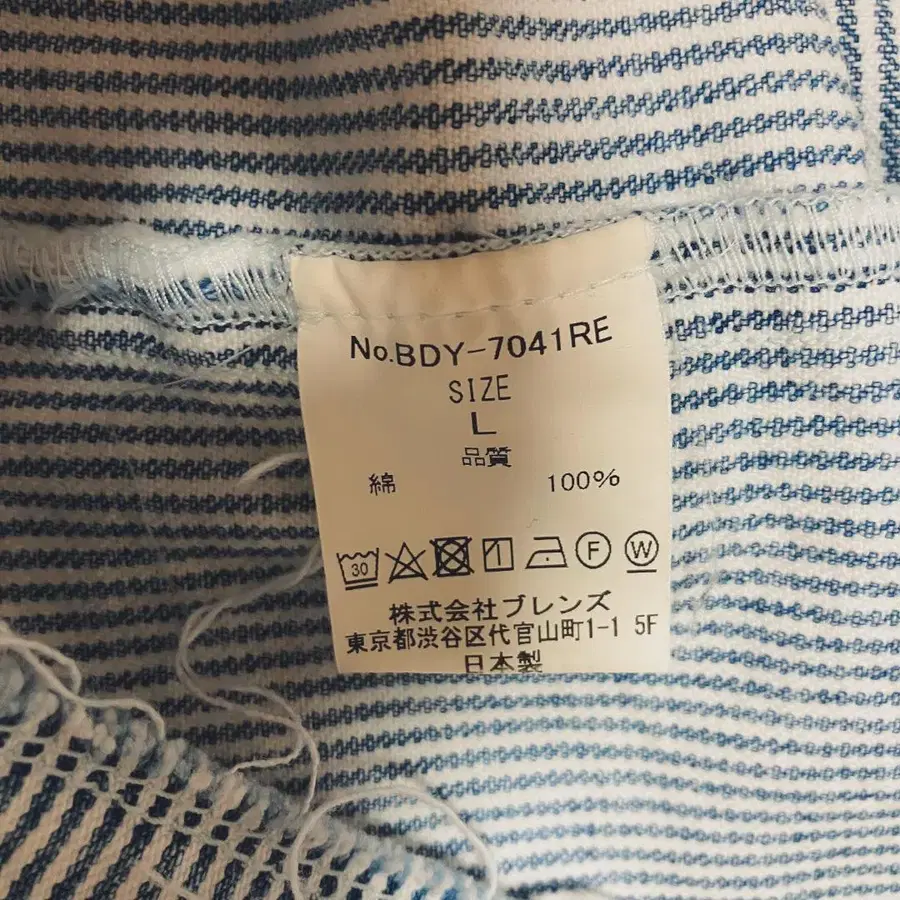 No.BDY-7041RE
SIZE
L
品質
綿 100%
30 F W
株式会社ブレンズ
東京都渋谷区代官山町1-1 5F
日本製